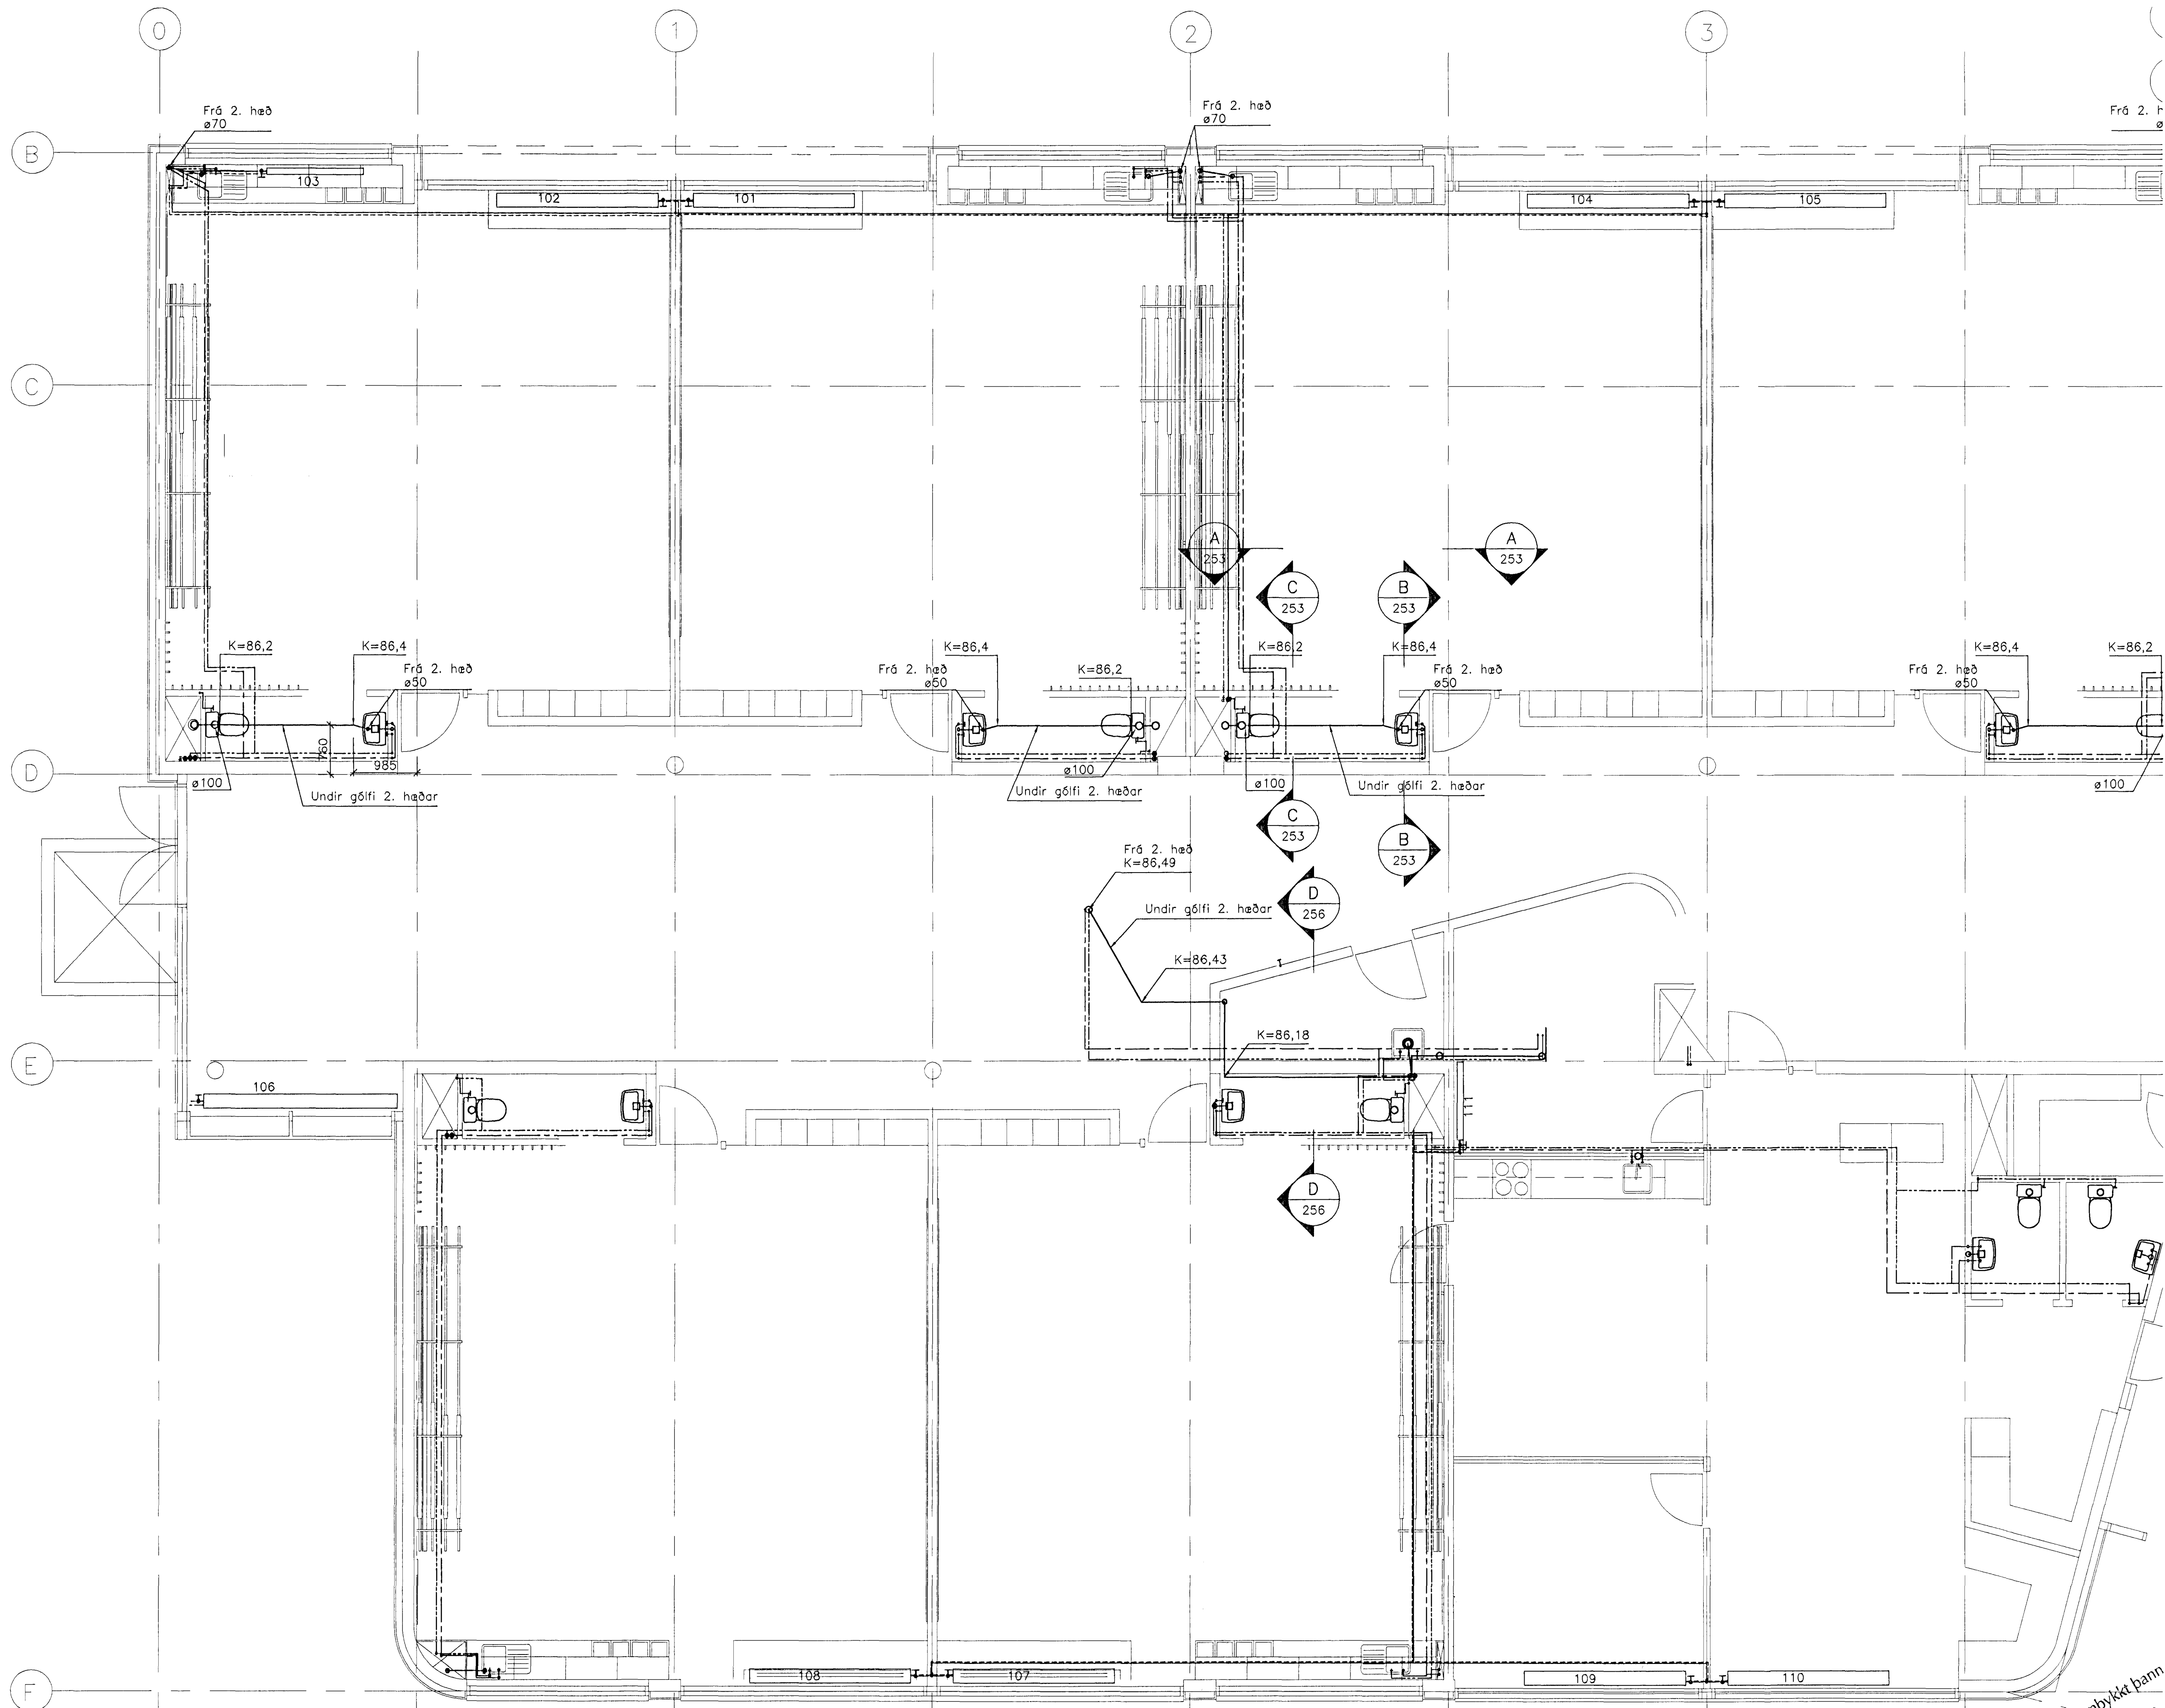 0
1
2
3
Frá 2. hæð
ø70
Frá 2. hæð
ø70
Frá 2.
B
103
102
101
104
105
C
A
253
A
253
C
253
B
253
K=86,2
K=86,4
Frá 2. hæð
ø50
Frá 2. hæð
ø50
K=86,4
K=86,2
K=86,2
K=86,4
Frá 2. hæð
ø50
Frá 2. hæð
ø50
K=86,4
K=86,2
760
985
D
ø100
Undir gólfi 2. hæðar
ø100
Undir gólfi 2. hæðar
ø100
Undir gólfi 2. hæðar
ø100
C
253
B
253
Frá 2. hæð
K=86,49
Undir gólfi 2. hæðar
D
256
K=86,43
K=86,18
E
106
D
256
108
107
109
110
F
þann